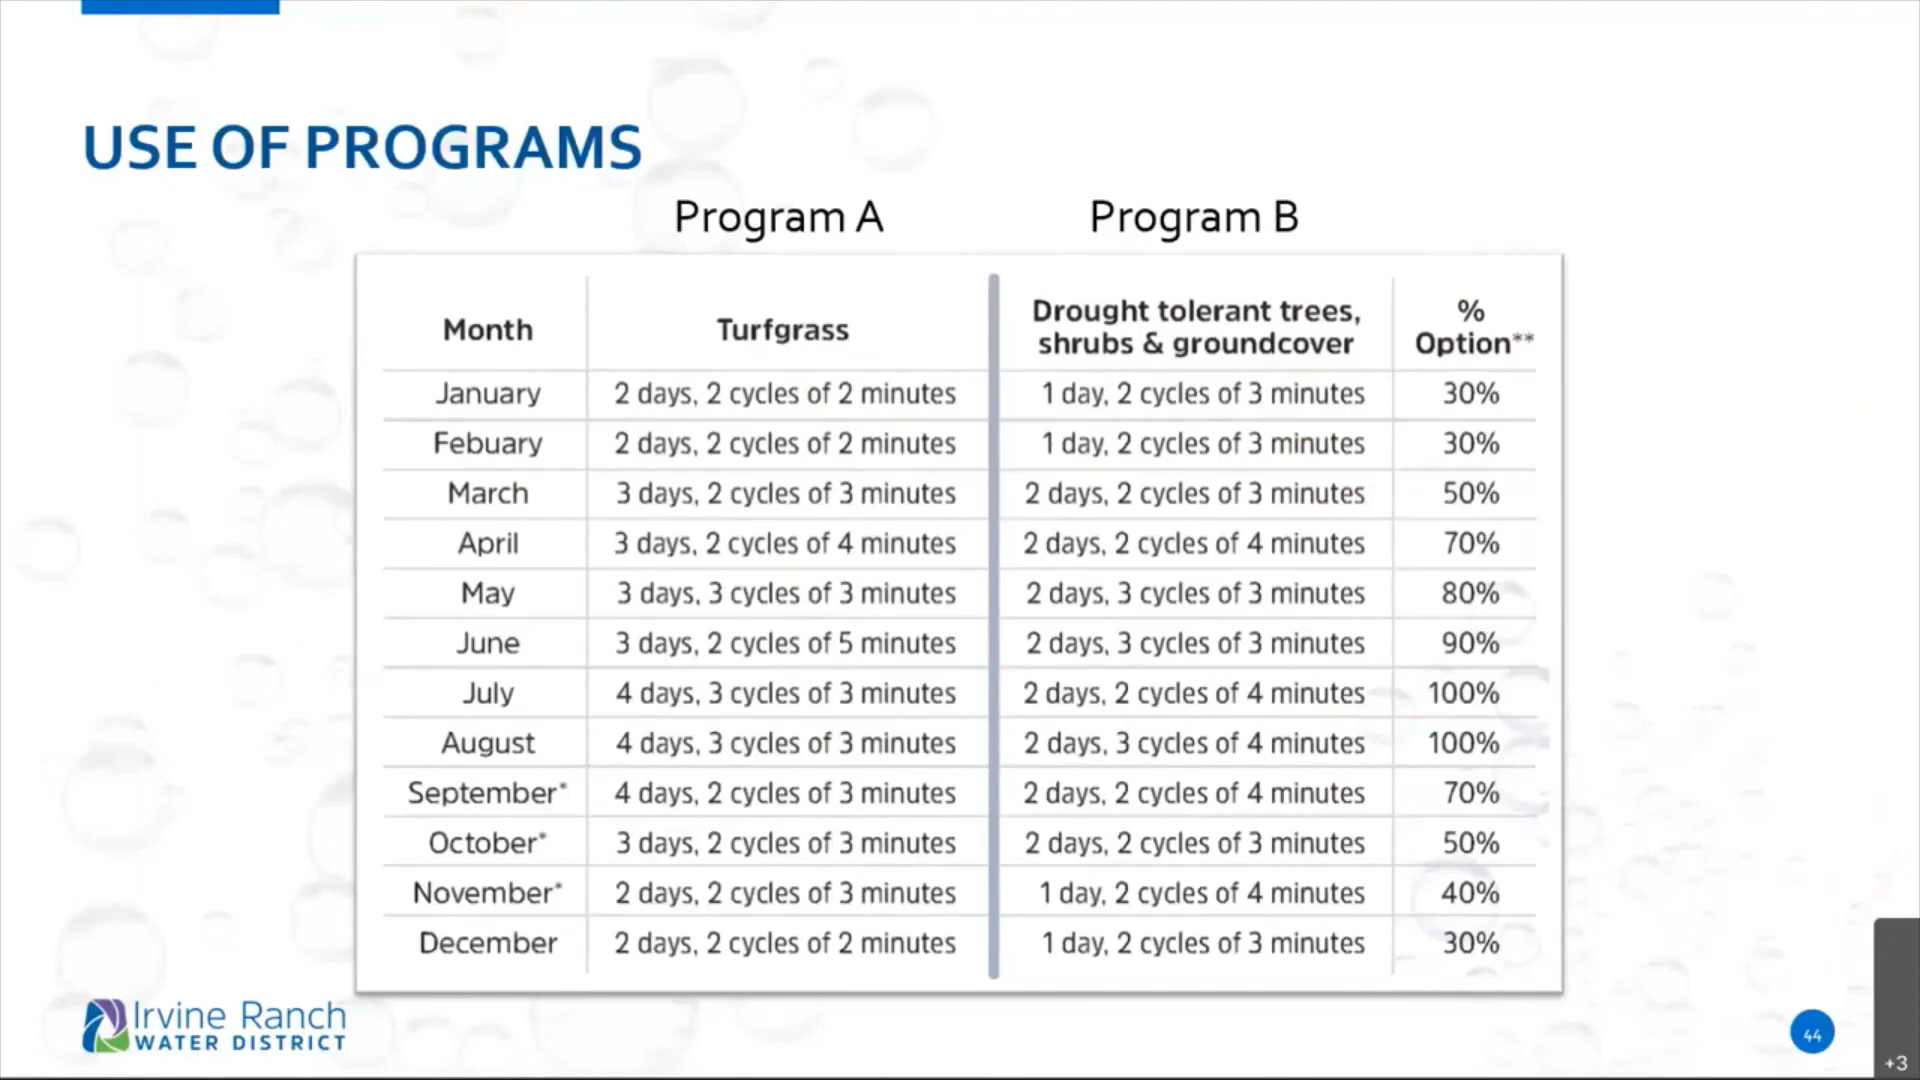 USE OF PROGRAMS
Program A Program B
Month Turfgrass Drought tolerant trees, shrubs & groundcover % Option**
January 2 days, 2 cycles of 2 minutes 1 day, 2 cycles of 3 minutes 30%
Febuary 2 days, 2 cycles of 2 minutes 1 day, 2 cycles of 3 minutes 30%
March 3 days, 2 cycles of 3 minutes 2 days, 2 cycles of 3 minutes 50%
April 3 days, 2 cycles of 4 minutes 2 days, 2 cycles of 4 minutes 70%
May 3 days, 3 cycles of 3 minutes 2 days, 3 cycles of 3 minutes 80%
June 3 days, 2 cycles of 5 minutes 2 days, 3 cycles of 3 minutes 90%
July 4 days, 3 cycles of 3 minutes 2 days, 2 cycles of 4 minutes 100%
August 4 days, 3 cycles of 3 minutes 2 days, 3 cycles of 4 minutes 100%
September* 4 days, 2 cycles of 3 minutes 2 days, 2 cycles of 4 minutes 70%
October* 3 days, 2 cycles of 3 minutes 2 days, 2 cycles of 3 minutes 50%
November* 2 days, 2 cycles of 3 minutes 1 day, 2 cycles of 4 minutes 40%
December 2 days, 2 cycles of 2 minutes 1 day, 2 cycles of 3 minutes 30%
Irvine Ranch
WATER DISTRICT
44
+3